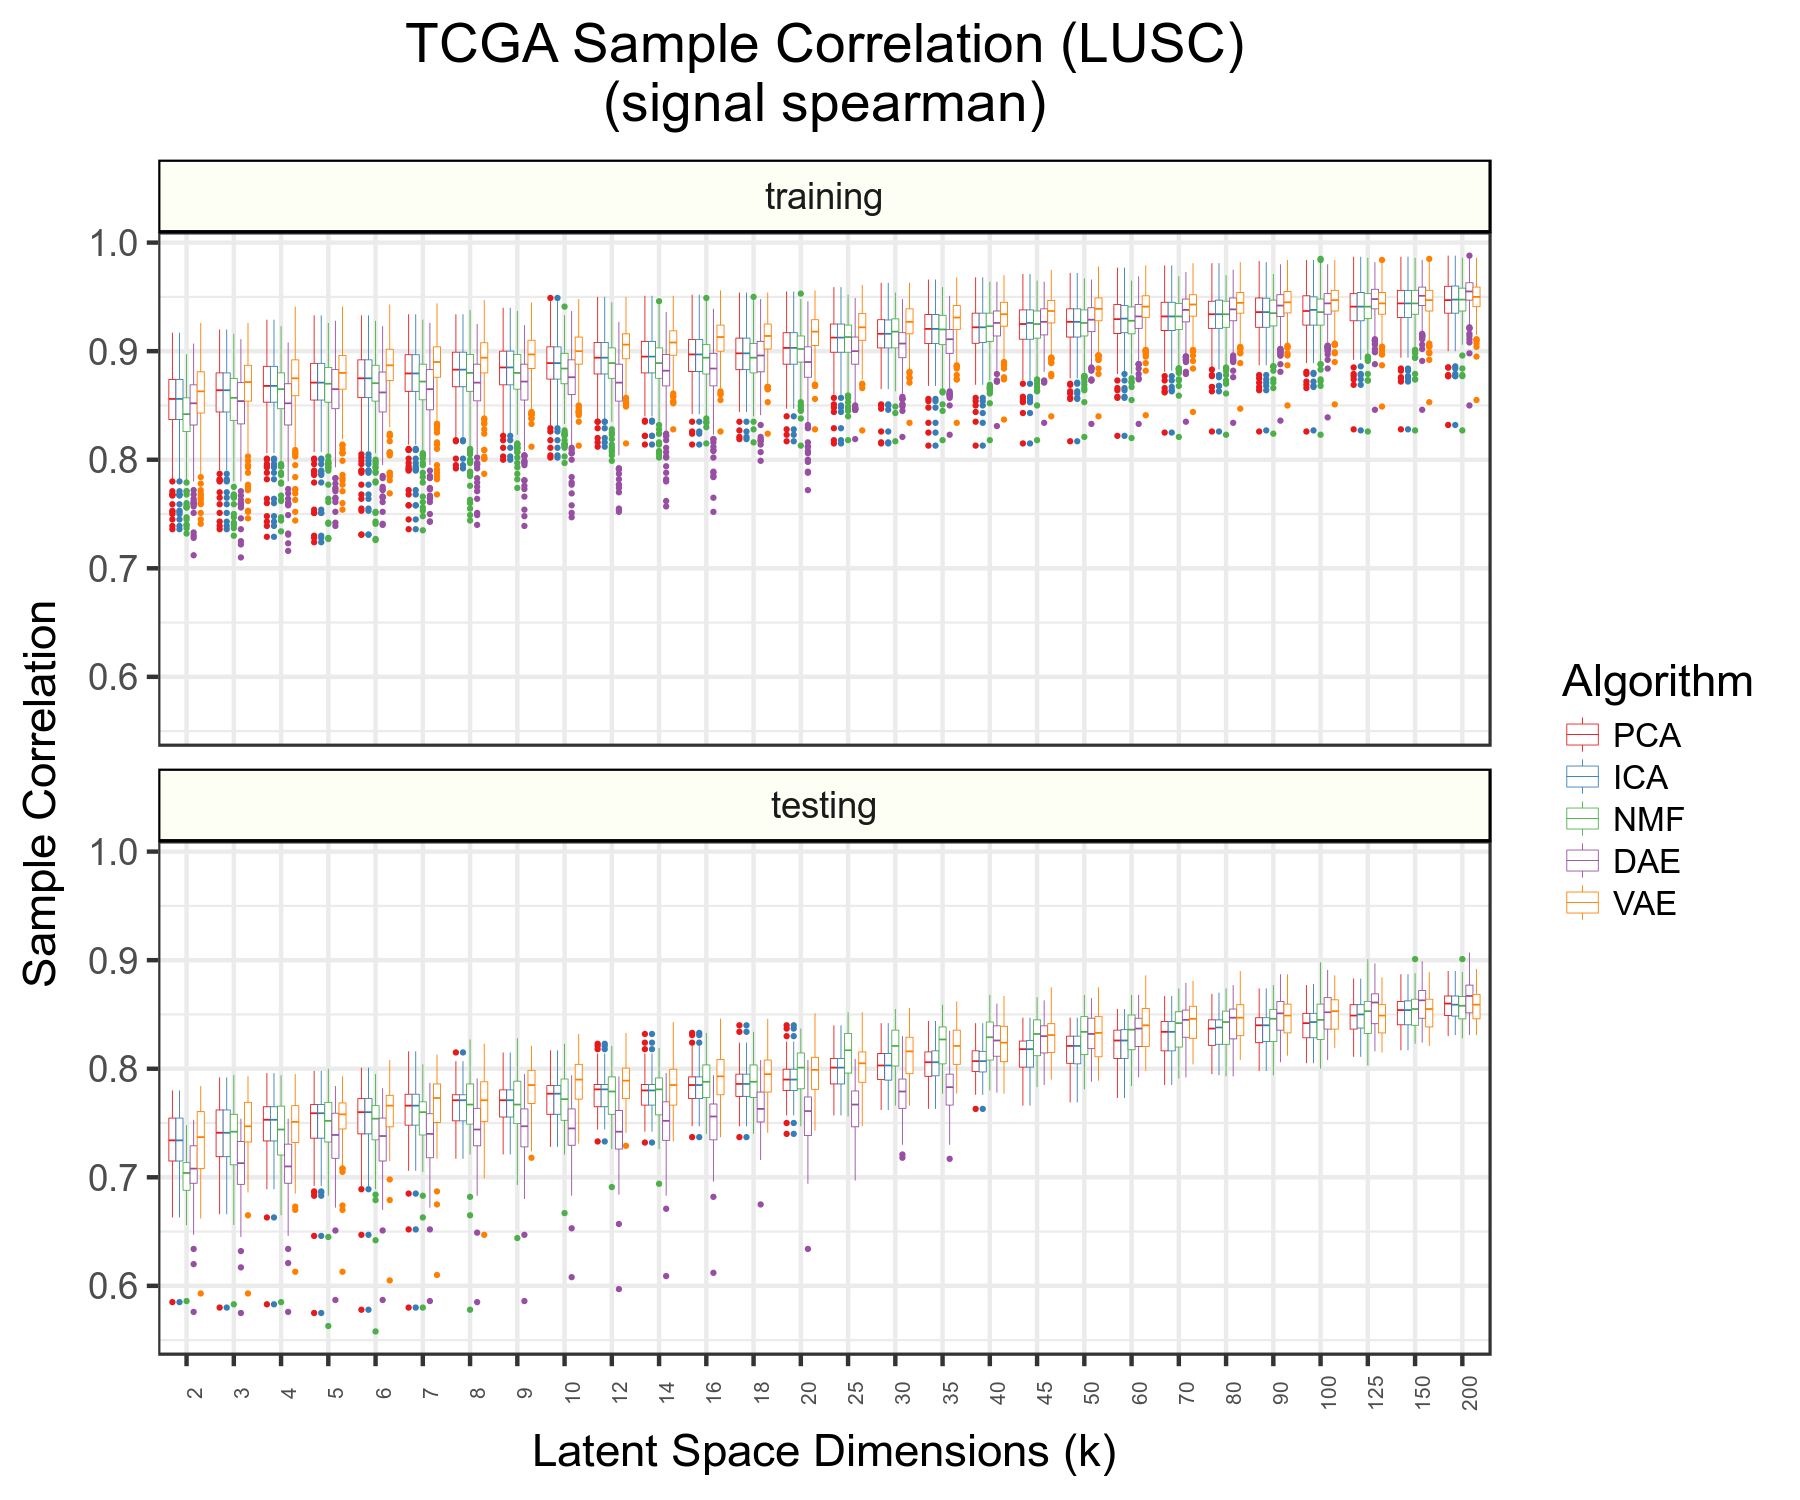 TCGA Sample Correlation (LUSC)
(signal spearman)
training
1.0
0.9
0.8
0.7
0.6
testing
1.0
0.9
0.8
0.7
0.6
Sample Correlation
2 3 4 5 6 7 8 9 10 12 14 16 18 20 25 30 35 40 45 50 60 70 80 90 100 125 150 200
Latent Space Dimensions (k)
Algorithm
PCA
ICA
NMF
DAE
VAE